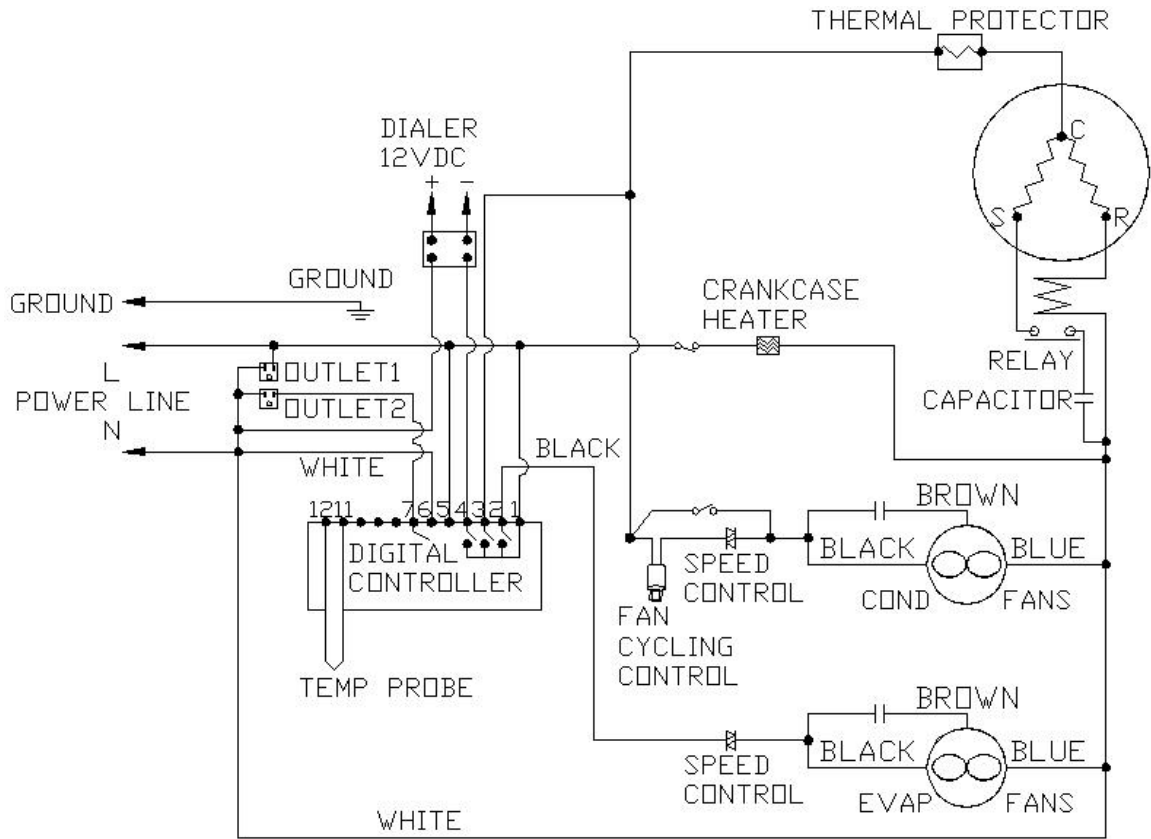 THERMAL PROTECTOR
DIALER
12VDC
+ -
C
S
R
GROUND
GROUND
CRANKCASE
HEATER
L
OUTLET1
POWER LINE
OUTLET2
N
RELAY
CAPACITOR
BLACK
WHITE
1211 765432 1
DIGITAL
CONTROLLER
BROWN
SPEED
CONTROL
BLACK
BLUE
COND
FANS
FAN
CYCLING
CONTROL
TEMP PROBE
BROWN
SPEED
CONTROL
BLACK
BLUE
EVAP
FANS
WHITE